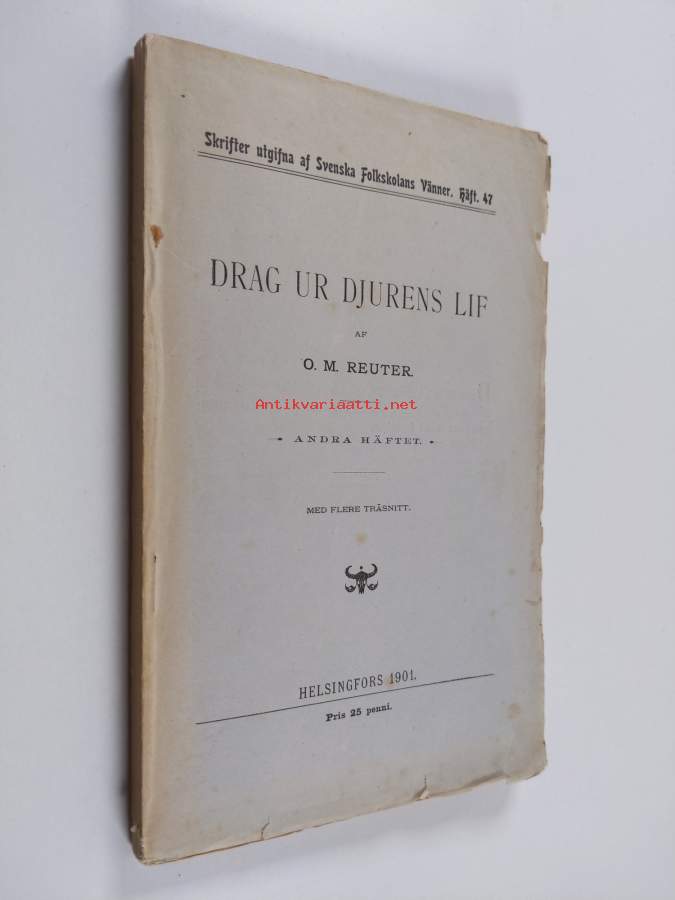 Skrifter utgifna af Svenska Folkskolans Vänner. Häft. 47
DRAG UR DJURENS LIF
AF
O. M. REUTER.
Antikvariaatti.net
ANDRA HÄFTET.
MED FLERE TRÄSNITT.
HELSINGFORS 1901.
Pris 25 penni.